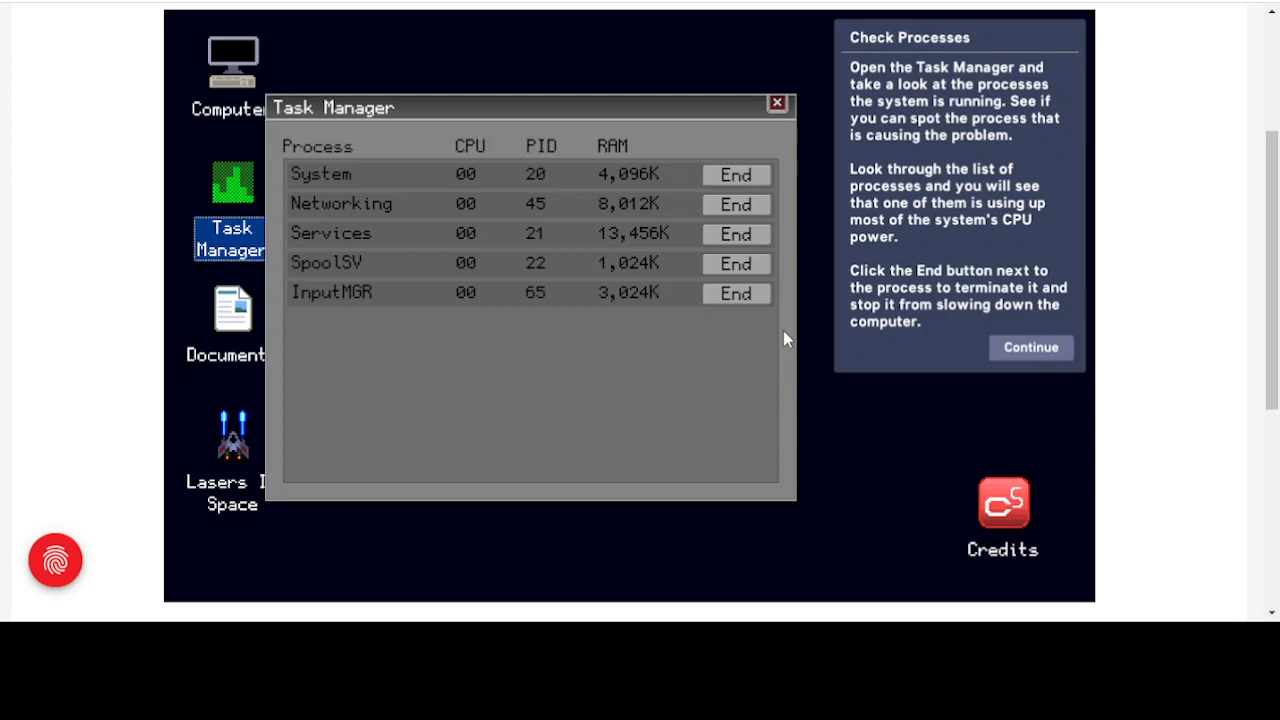 Computer
Task Manager
Process CPU PID RAM
System 00 20 4,096K End
Networking 00 45 8,012K End
Services 00 21 13,456K End
SpoolSV 00 22 1,024K End
InputMGR 00 65 3,024K End
Task
Manager
Document
Lasers I
Space
Check Processes
Open the Task Manager and
take a look at the processes
the system is running. See if
you can spot the process that
is causing the problem.
Look through the list of
processes and you will see
that one of them is using up
most of the system's CPU
power.
Click the End button next to
the process to terminate it and
stop it from slowing down the
computer.
Continue
CS
Credits